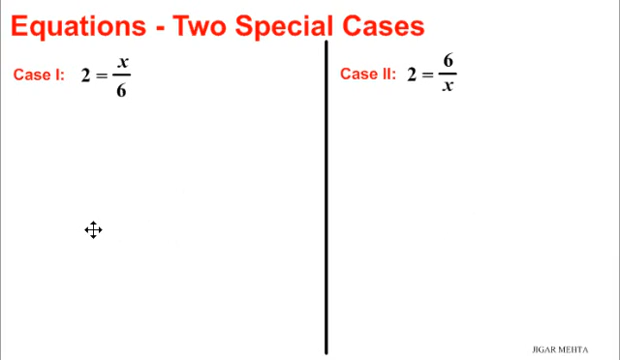 Equations - Two Special Cases
Case I: 2 = x/6
Case II: 2 = 6/x
JIGAR MEHTA